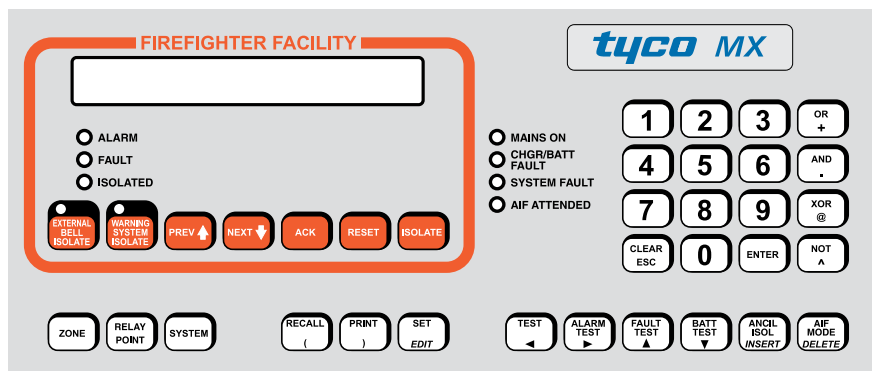 FIREFIGHTER FACILITY
tyco MX
ALARM
FAULT
ISOLATED
EXTERNAL
BELL
ISOLATE
WARNING
SYSTEM
ISOLATE
PREV
NEXT
ACK
RESET
ISOLATE
MAINS ON
CHGR/BATT
FAULT
SYSTEM FAULT
AIF ATTENDED
1
2
3
OR
+
4
5
6
AND
.
7
8
9
XOR
@
CLEAR
ESC
0
ENTER
NOT
^
ZONE
RELAY
POINT
SYSTEM
RECALL
(
PRINT
)
SET
EDIT
TEST
◄
ALARM
TEST
►
FAULT
TEST
▲
BATT
TEST
▼
ANCIL
ISOL
INSERT
AIF
MODE
DELETE